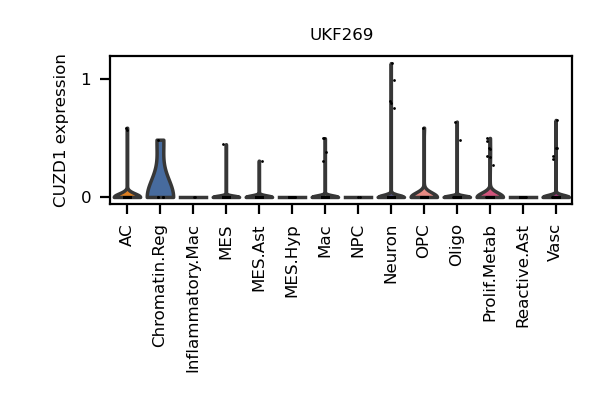 UKF269
CUZD1 expression
1
0
AC
Chromatin.Reg
Inflammatory.Mac
MES
MES.Ast
MES.Hyp
Mac
NPC
Neuron
OPC
Oligo
Prolif.Metab
Reactive.Ast
Vasc